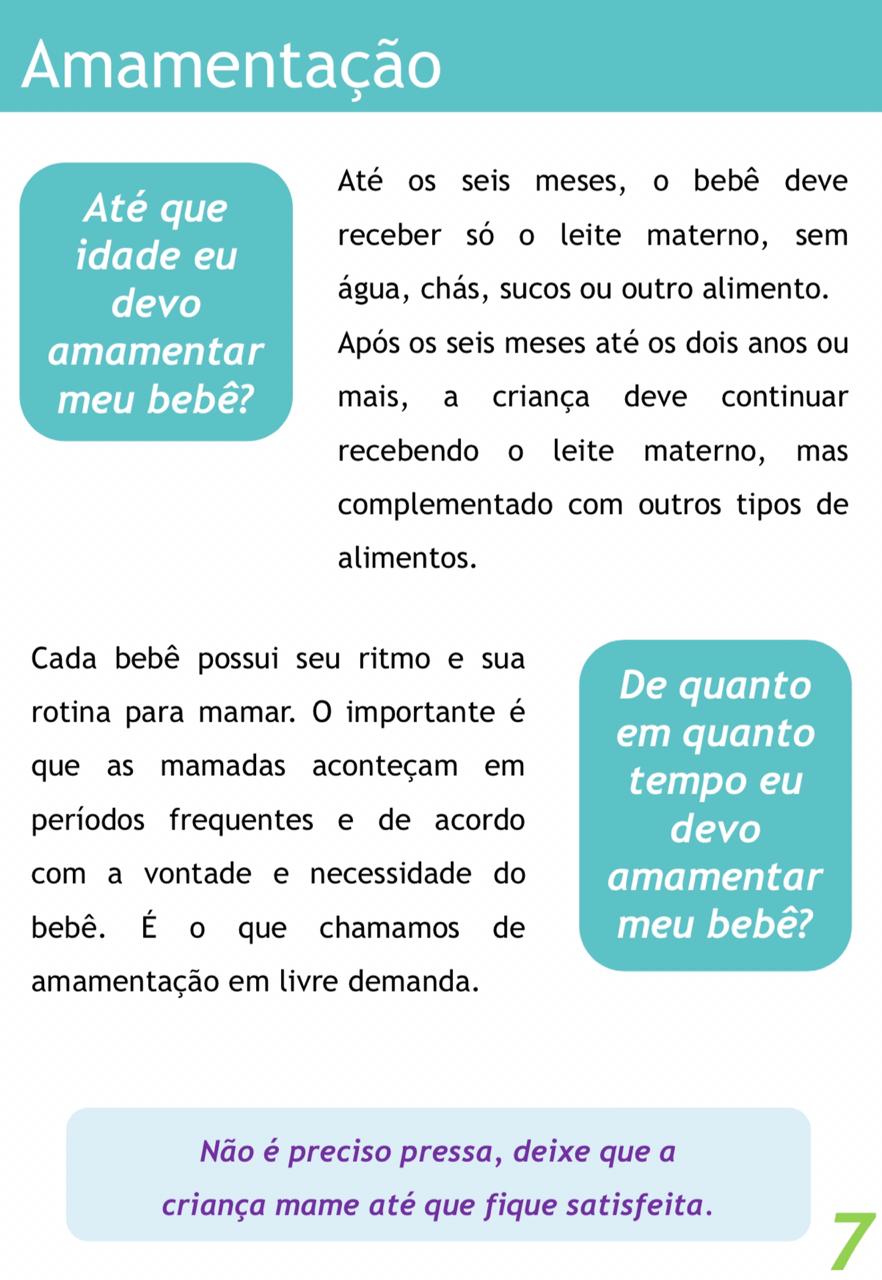 Amamentação
Até que
idade eu
devo
amamentar
meu bebê?
Até os seis meses, o bebê deve
receber só o leite materno, sem
água, chás, sucos ou outro alimento.
Após os seis meses até os dois anos ou
mais, a criança deve continuar
recebendo o leite materno, mas
complementado com outros tipos de
alimentos.
Cada bebê possui seu ritmo e sua
rotina para mamar. O importante é
que as mamadas aconteçam em
períodos frequentes e de acordo
com a vontade e necessidade do
bebê. É o que chamamos de
amamentação em livre demanda.
De quanto
em quanto
tempo eu
devo
amamentar
meu bebê?
Não é preciso pressa, deixe que a
criança mame até que fique satisfeita.
7